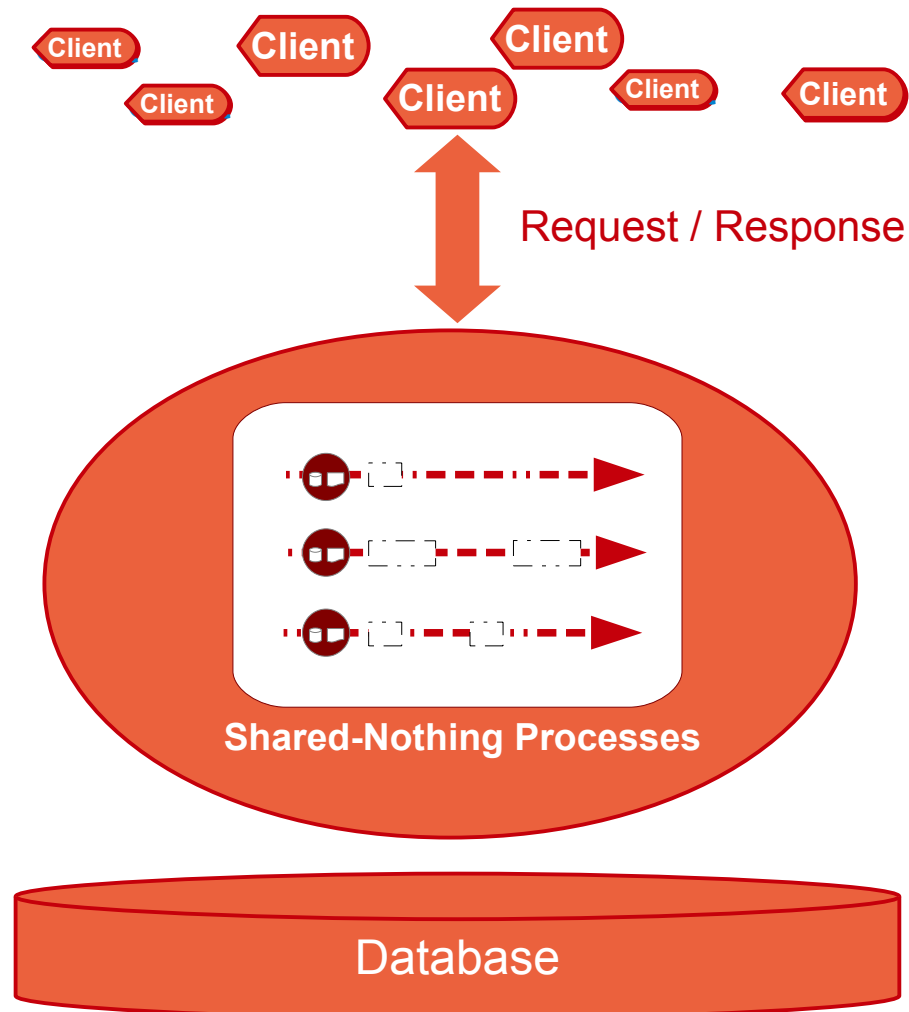 Client
Client
Client
Client
Client
Client
Client
Request / Response
Shared-Nothing Processes
Database